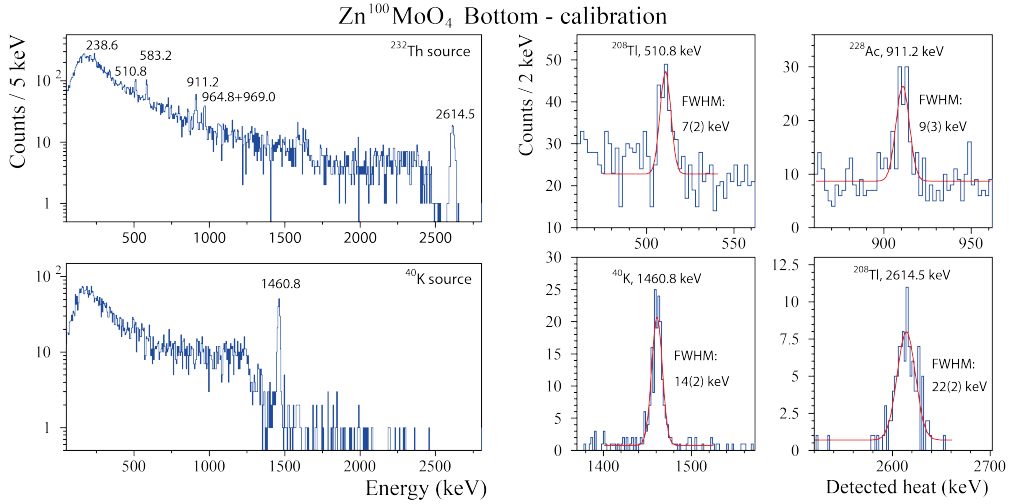 Zn¹⁰⁰MoO₄ Bottom - calibration
Counts / 5 keV
²³²Th source
238.6
583.2
510.8
911.2
964.8+969.0
2614.5
10²
10
1
500 1000 1500 2000 2500
⁴⁰K source
1460.8
10²
10
1
500 1000 1500 2000 2500
Energy (keV)
Counts / 2 keV
²⁰⁸Tl, 510.8 keV
FWHM:
7(2) keV
60
50
40
30
20
10
500 550
²²⁸Ac, 911.2 keV
FWHM:
9(3) keV
30
20
10
0
900 950
⁴⁰K, 1460.8 keV
FWHM:
14(2) keV
30
25
20
15
10
5
0
1400 1500
²⁰⁸Tl, 2614.5 keV
FWHM:
22(2) keV
12.5
10
7.5
5
2.5
0
2600 2700
Detected heat (keV)